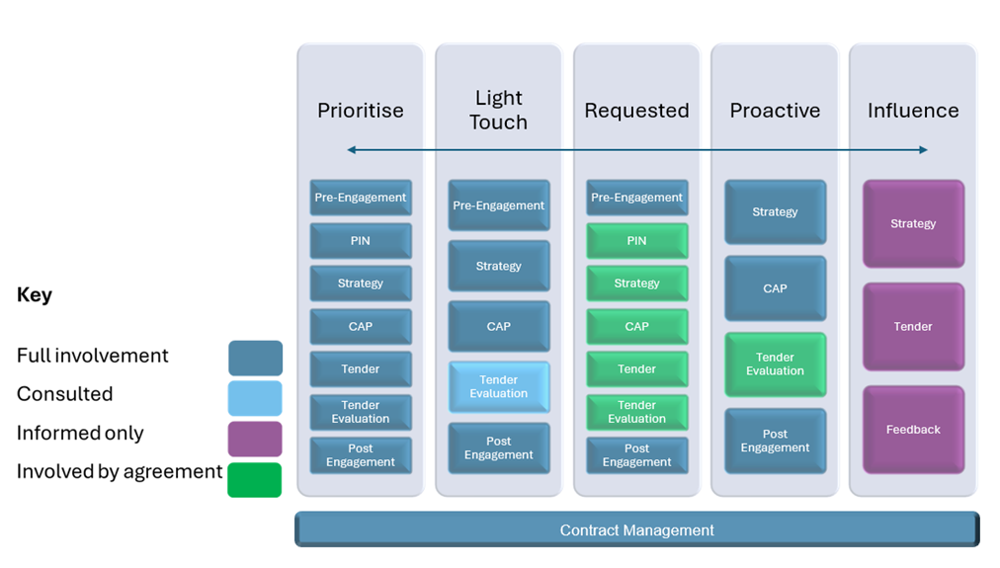 Prioritise
Light
Touch
Requested
Proactive
Influence
Pre-Engagement
PIN
Strategy
CAP
Tender
Tender
Evaluation
Post
Engagement
Pre-Engagement
Strategy
CAP
Tender
Evaluation
Post
Engagement
Pre-Engagement
PIN
Strategy
CAP
Tender
Tender
Evaluation
Post
Engagement
Strategy
CAP
Tender
Evaluation
Post
Engagement
Strategy
Tender
Feedback
Key
Full involvement
Consulted
Informed only
Involved by agreement
Contract Management